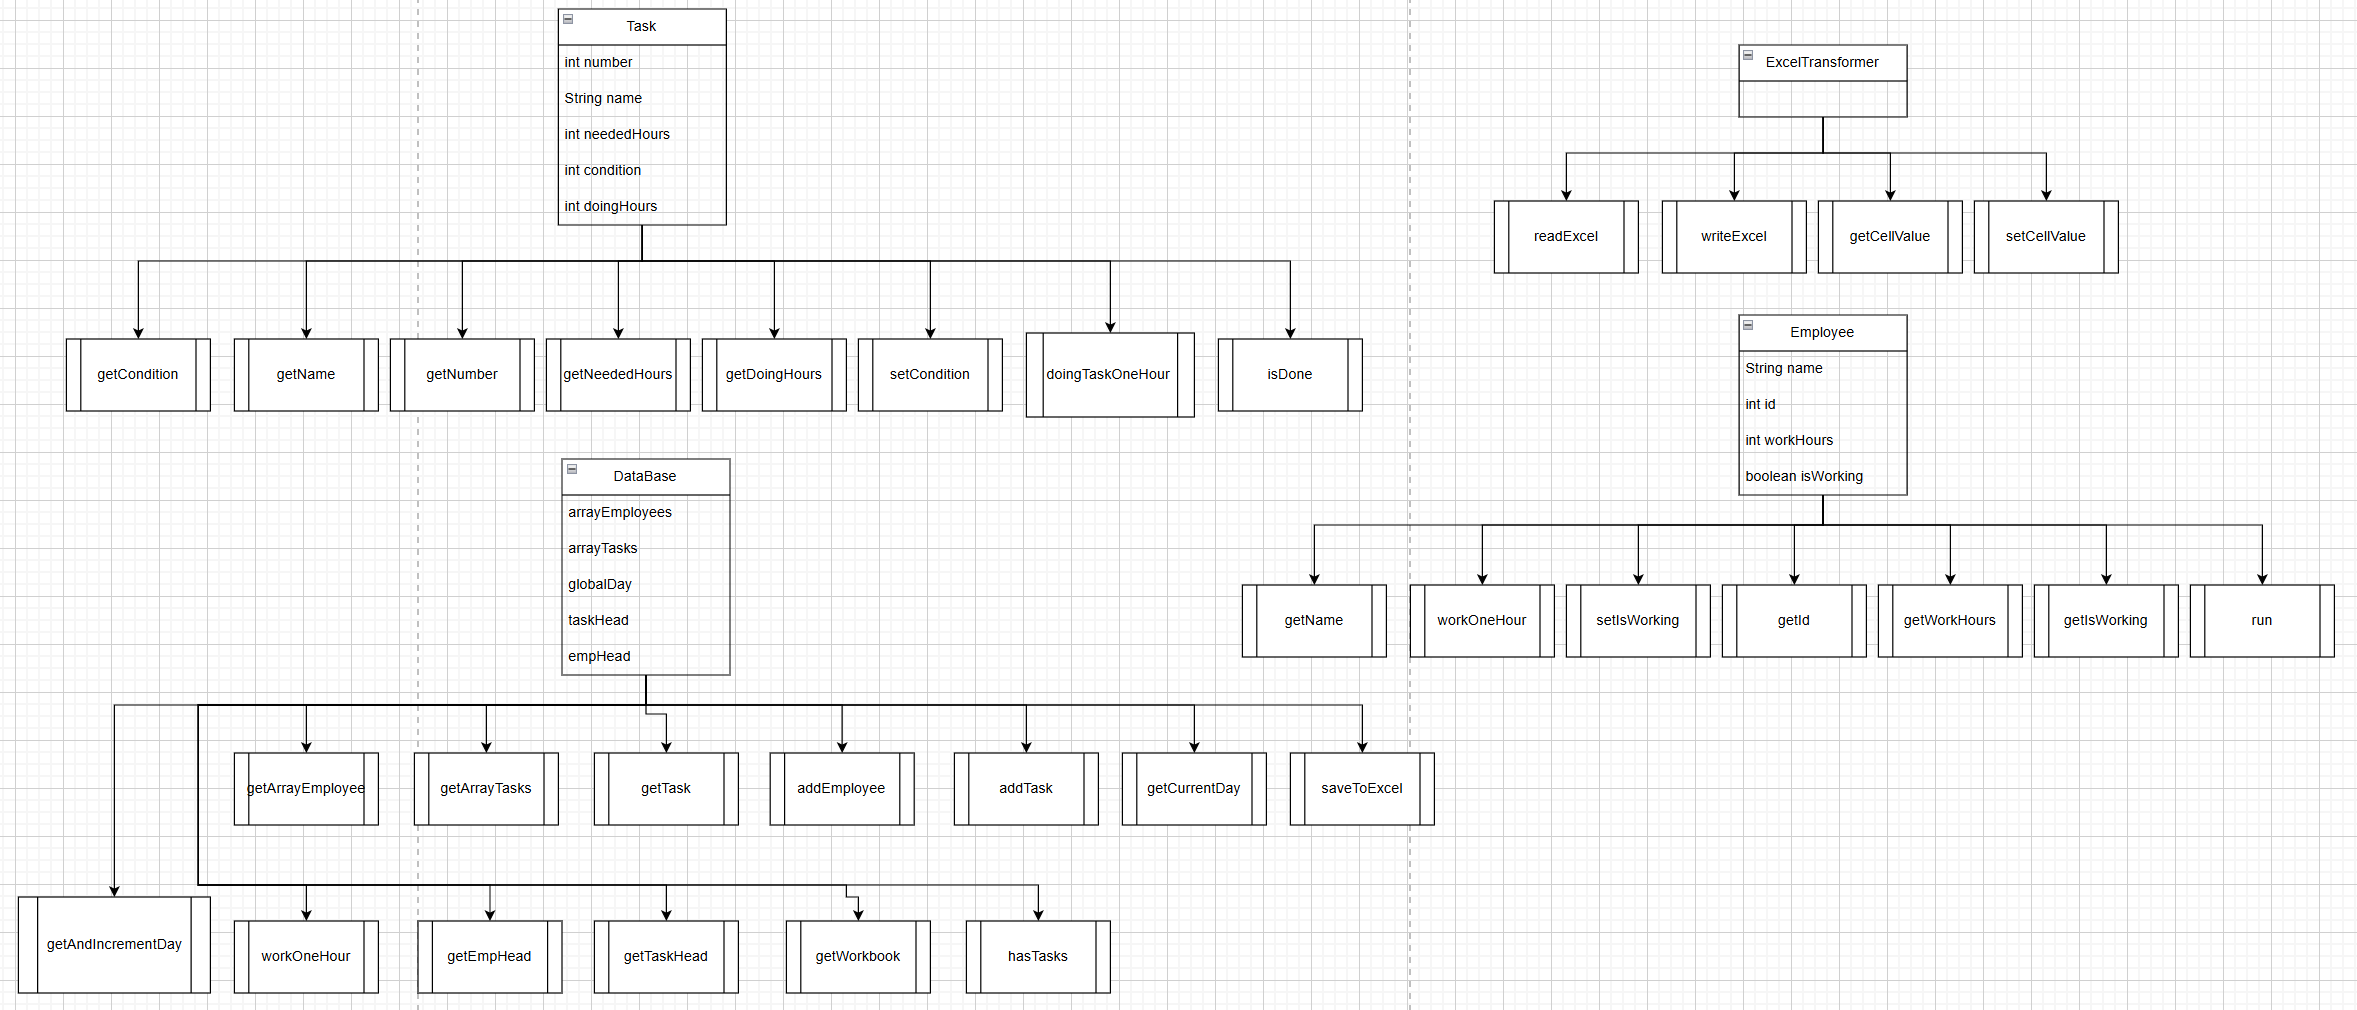 Task
int number
String name
int neededHours
int condition
int doingHours
getCondition
getName
getNumber
getNeededHours
getDoingHours
setCondition
doingTaskOneHour
isDone
ExcelTransformer
readExcel
writeExcel
getCellValue
setCellValue
Employee
String name
int id
int workHours
boolean isWorking
getName
workOneHour
setIsWorking
getId
getWorkHours
getIsWorking
run
DataBase
arrayEmployees
arrayTasks
globalDay
taskHead
empHead
getArrayEmployee
getArrayTasks
getTask
addEmployee
addTask
getCurrentDay
saveToExcel
getAndIncrementDay
workOneHour
getEmpHead
getTaskHead
getWorkbook
hasTasks